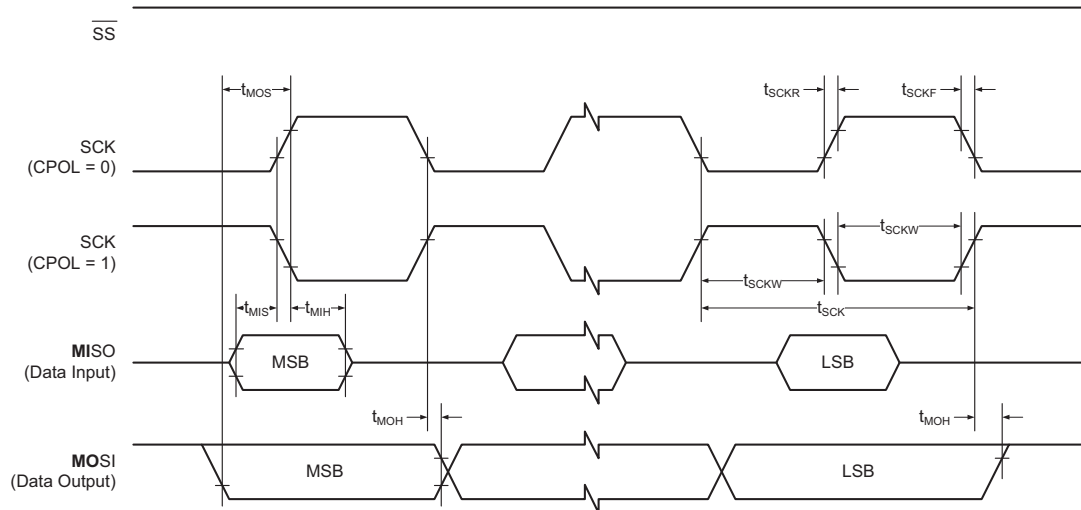 SS
tMOS
tSCKR
tSCKF
SCK
(CPOL = 0)
SCK
(CPOL = 1)
tSCKW
tSCKW
tMIS
tMIH
tSCK
MISO
(Data Input)
MSB
LSB
tMOH
tMOH
MOSI
(Data Output)
MSB
LSB